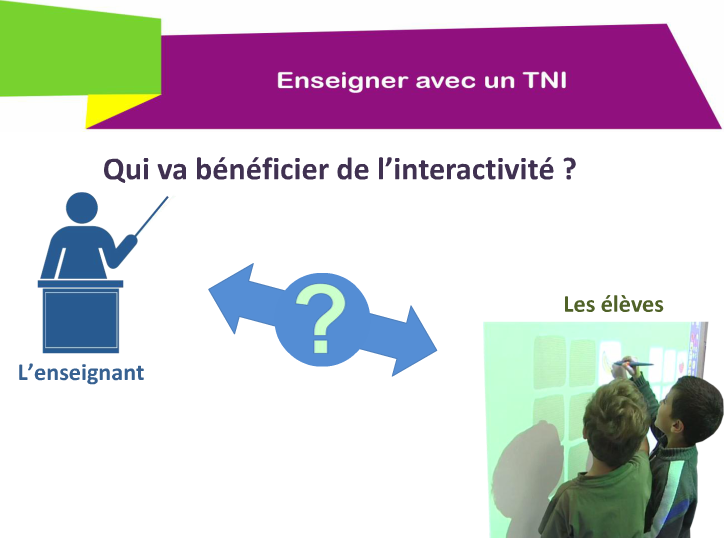 Enseigner avec un TNI
Qui va bénéficier de l’interactivité ?
?
Les élèves
L’enseignant